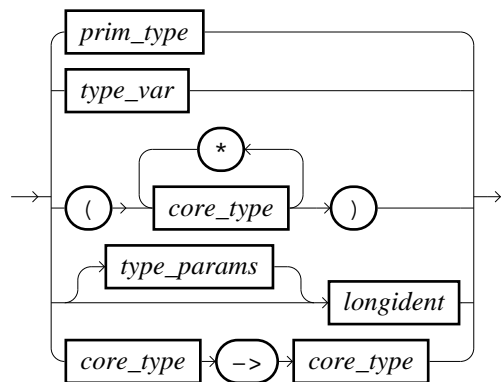 prim_type
type_var
*
( core_type )
type_params
longident
core_type -> core_type